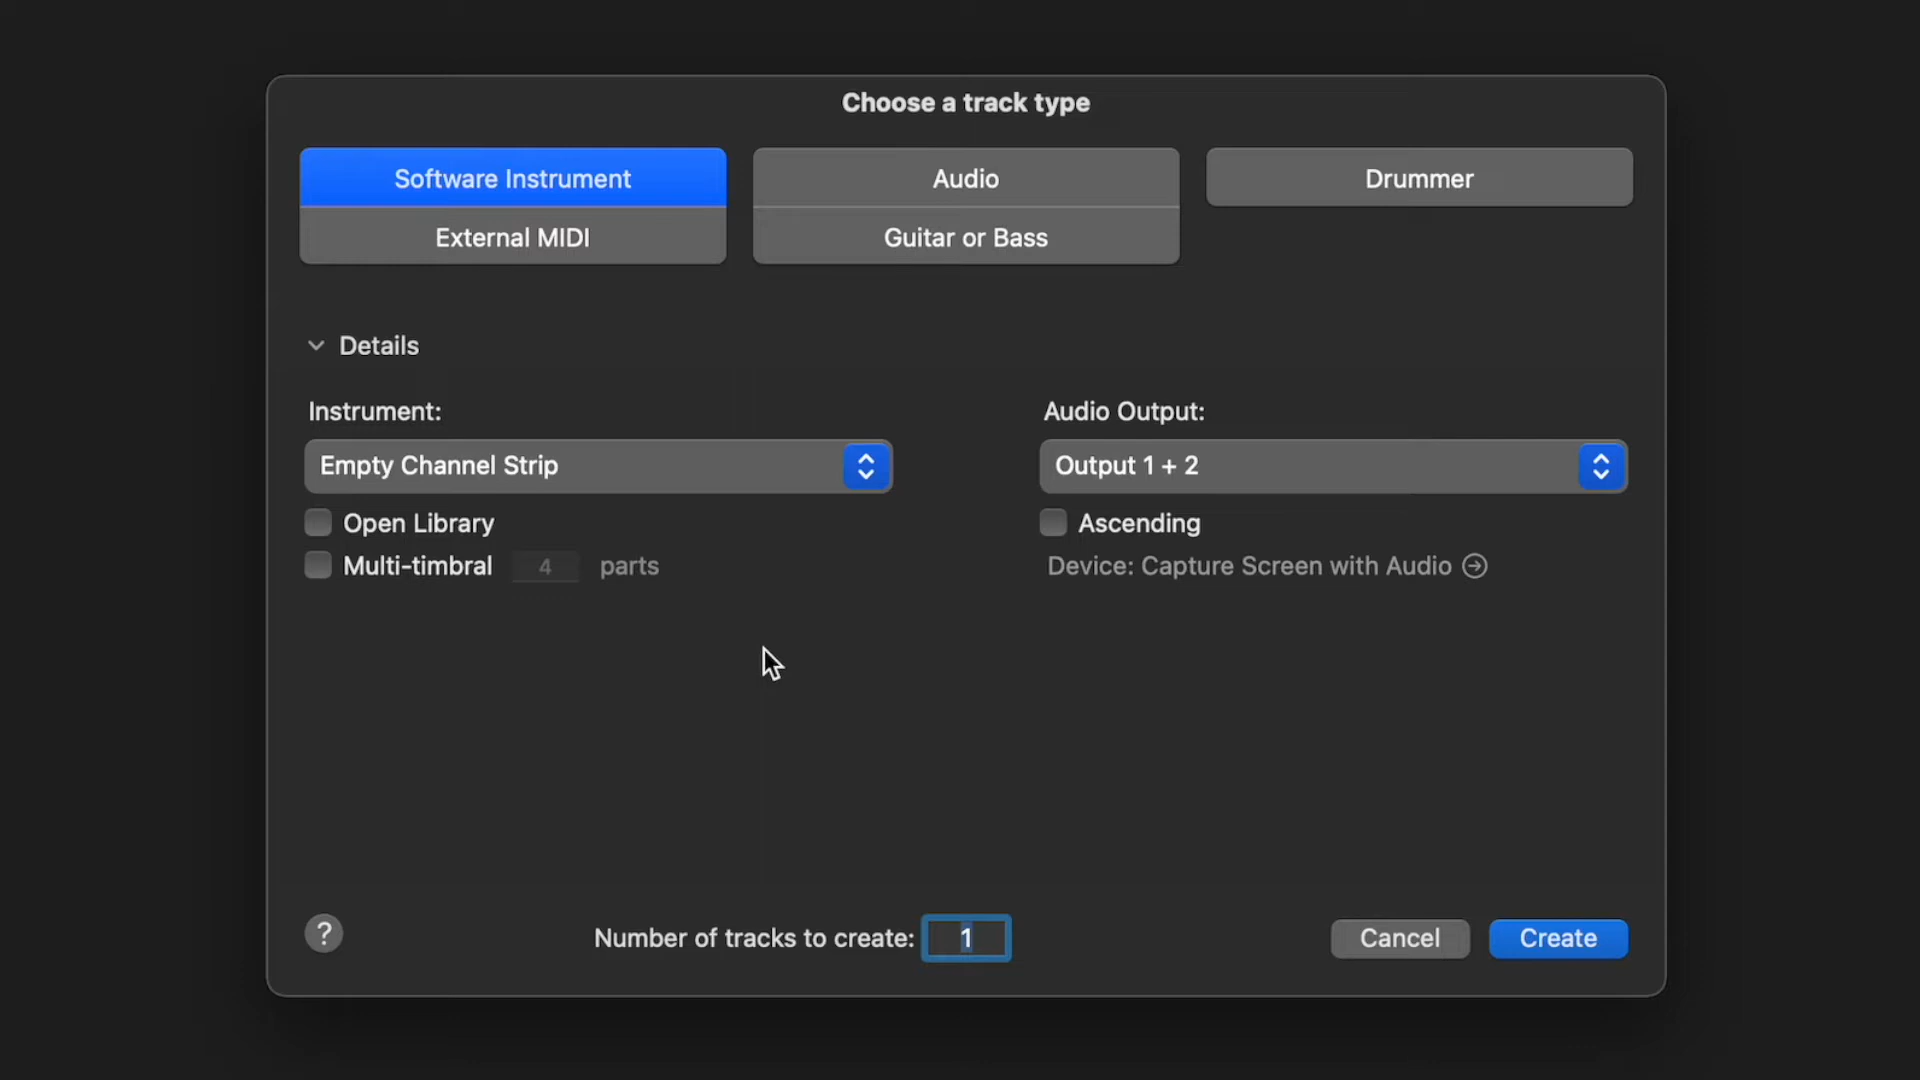 Choose a track type
Software Instrument
Audio
Drummer
External MIDI
Guitar or Bass
Details
Instrument:
Audio Output:
Empty Channel Strip
Output 1 + 2
Open Library
Ascending
Multi-timbral 4 parts
Device: Capture Screen with Audio
?
Number of tracks to create: 1
Cancel
Create